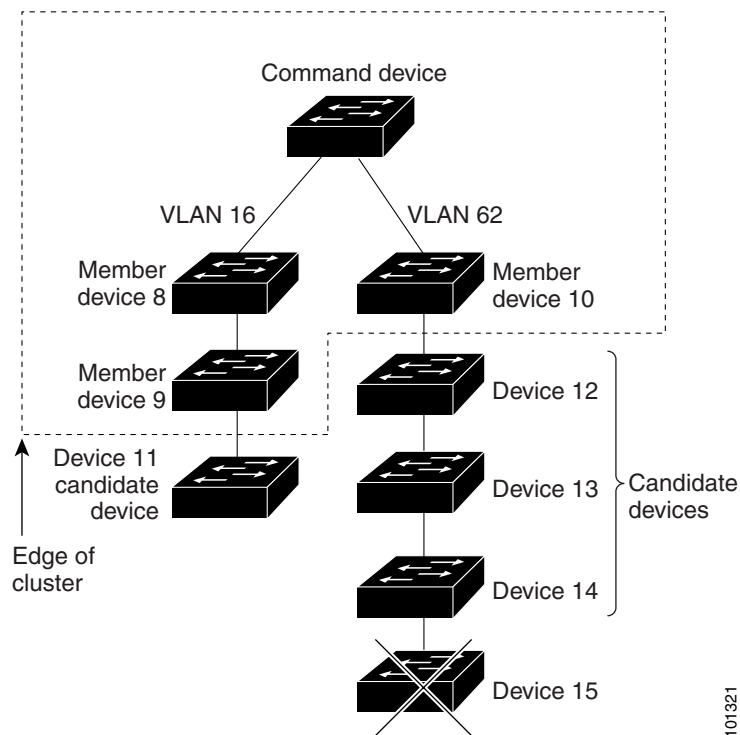 Command device
VLAN 16
VLAN 62
Member
device 8
Member
device 10
Member
device 9
Device 12
Device 11
candidate
device
Device 13
Candidate
devices
Edge of
cluster
Device 14
Device 15
101321